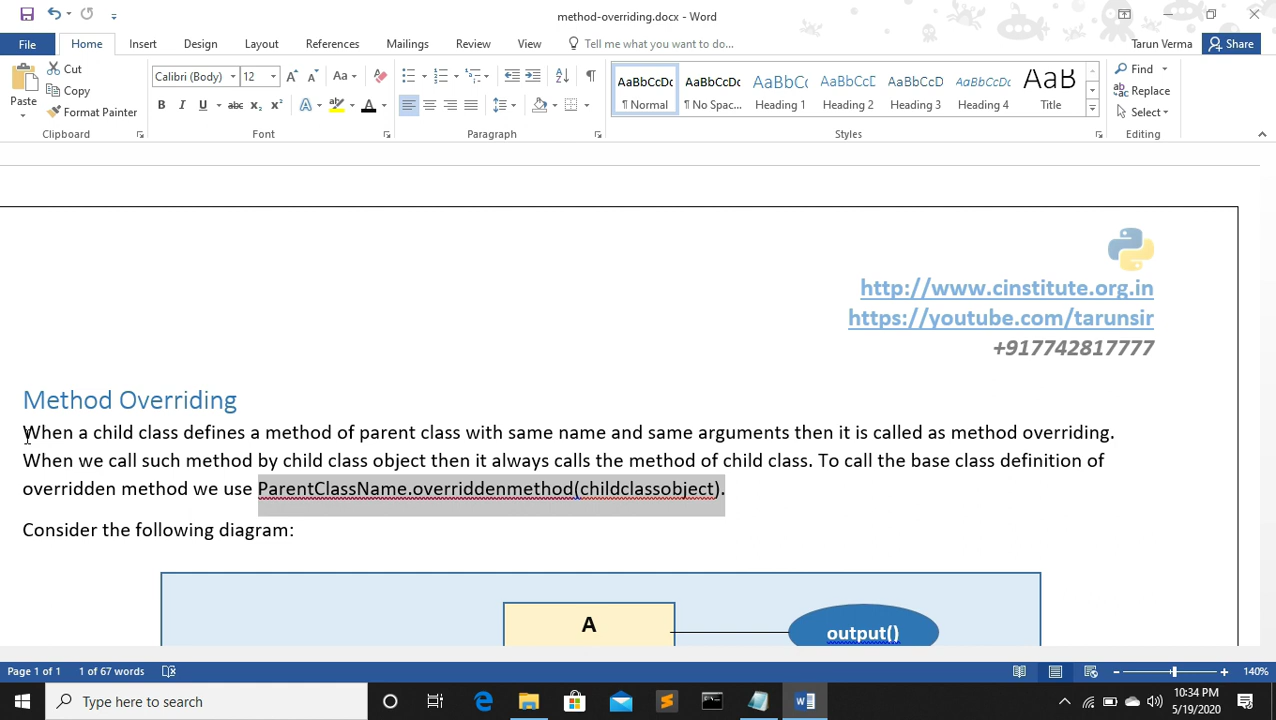 method-overriding.docx - Word
File Home Insert Design Layout References Mailings Review View Tell me what you want to do... Tarun Verma Share
Paste Cut Copy Format Painter
Calibri (Body) 12
AaBbCcDc AaBbCcDc AaBbC AaBbCcD AaBbCcD AaBbCcD AaB
¶ Normal ¶ No Spac... Heading 1 Heading 2 Heading 3 Heading 4 Title
Find Replace Select
Clipboard Font Paragraph Styles Editing
http://www.cinstitute.org.in
https://youtube.com/tarunsir
+917742817777
Method Overriding
When a child class defines a method of parent class with same name and same arguments then it is called as method overriding.
When we call such method by child class object then it always calls the method of child class. To call the base class definition of
overridden method we use ParentClassName.overriddenmethod(childclassobject).
Consider the following diagram:
A
output()
Page 1 of 1 1 of 67 words 140%
Type here to search
10:34 PM
5/19/2020